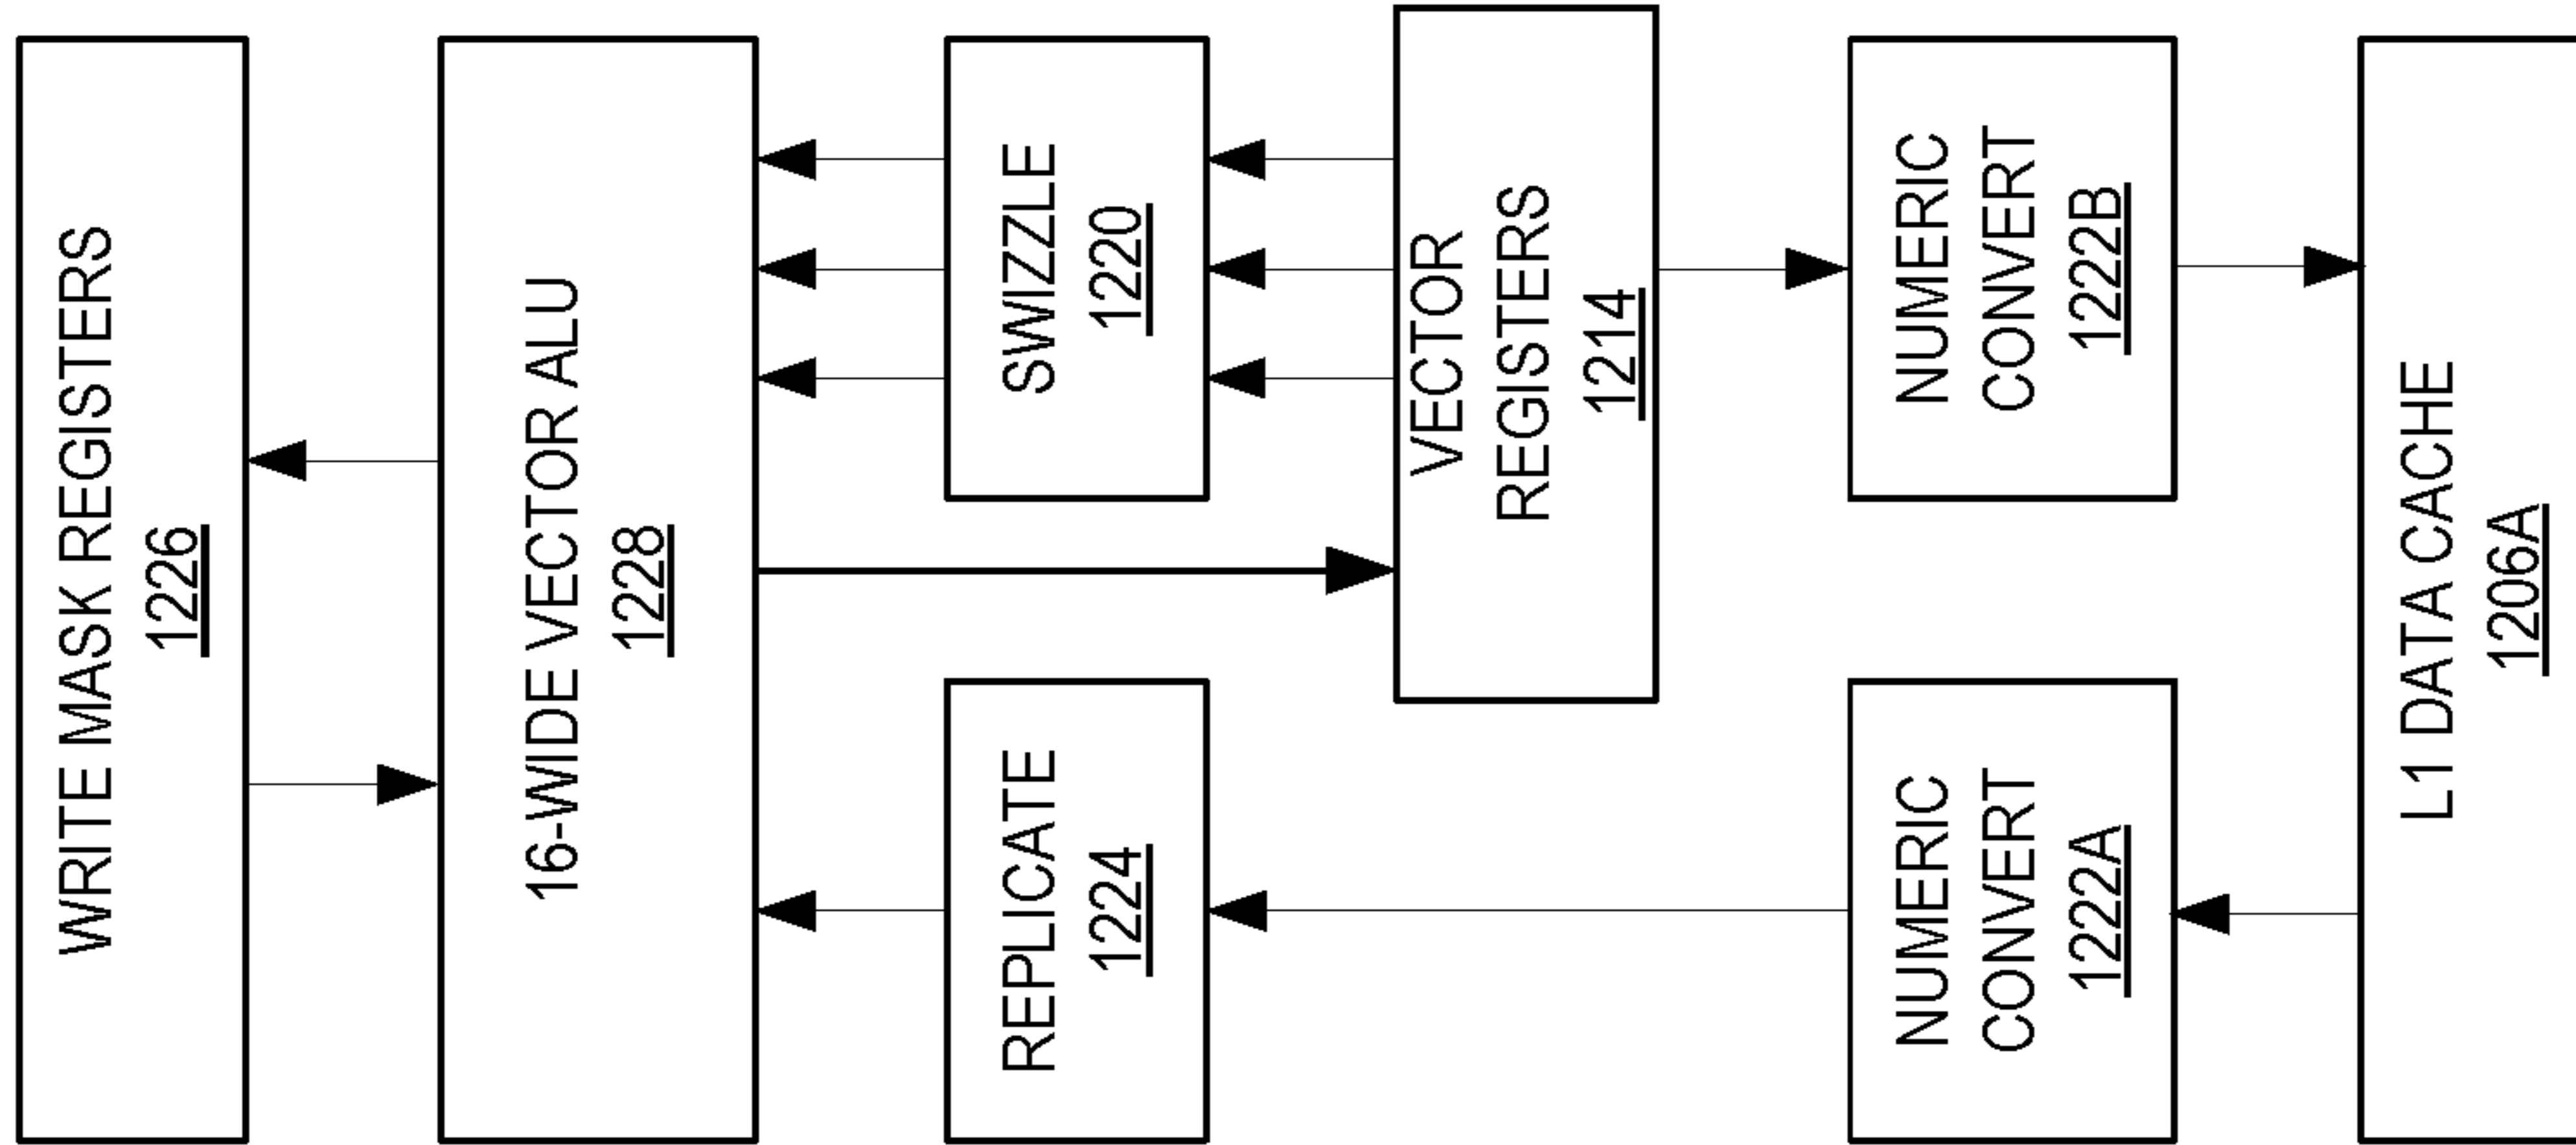 WRITE MASK REGISTERS
1226
16-WIDE VECTOR ALU
1228
REPLICATE
1224
SWIZZLE
1220
VECTOR
REGISTERS
1214
NUMERIC
CONVERT
1222A
NUMERIC
CONVERT
1222B
L1 DATA CACHE
1206A